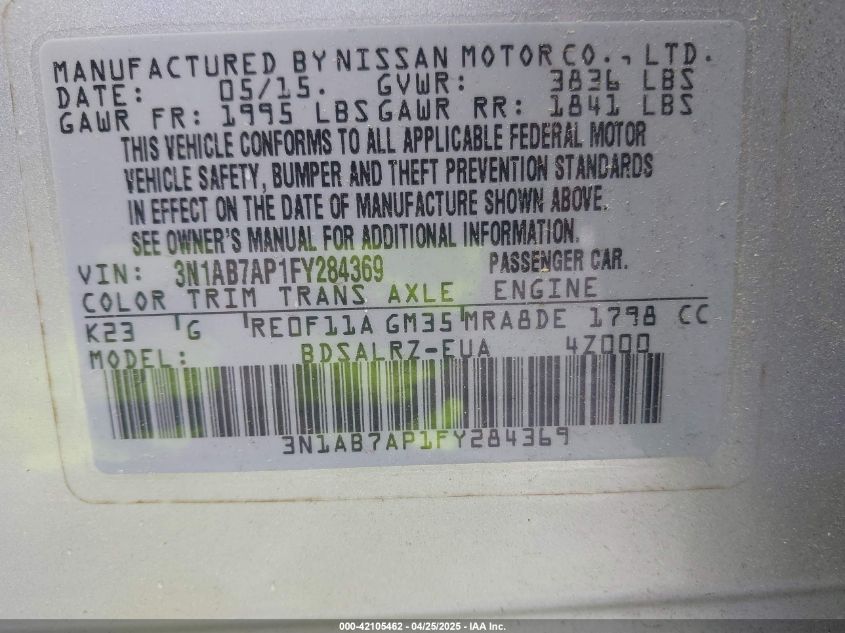 MANUFACTURED BY NISSAN MOTOR CO., LTD.
DATE: 05/15. GVWR: 3836 LBS
GAWR FR: 1995 LBS GAWR RR: 1841 LBS
THIS VEHICLE CONFORMS TO ALL APPLICABLE FEDERAL MOTOR
VEHICLE SAFETY, BUMPER AND THEFT PREVENTION STANDARDS
IN EFFECT ON THE DATE OF MANUFACTURE SHOWN ABOVE.
SEE OWNER'S MANUAL FOR ADDITIONAL INFORMATION.
VIN: 3N1AB7AP1FY284369 PASSENGER CAR.
COLOR TRIM TRANS AXLE ENGINE
K23 G RE0F11A GM35 MRA8DE 1798 CC
MODEL: BDSALRZ-EUA 4Z000
3N1AB7AP1FY284369
000-42105462 - 04/25/2025 - IAA Inc.